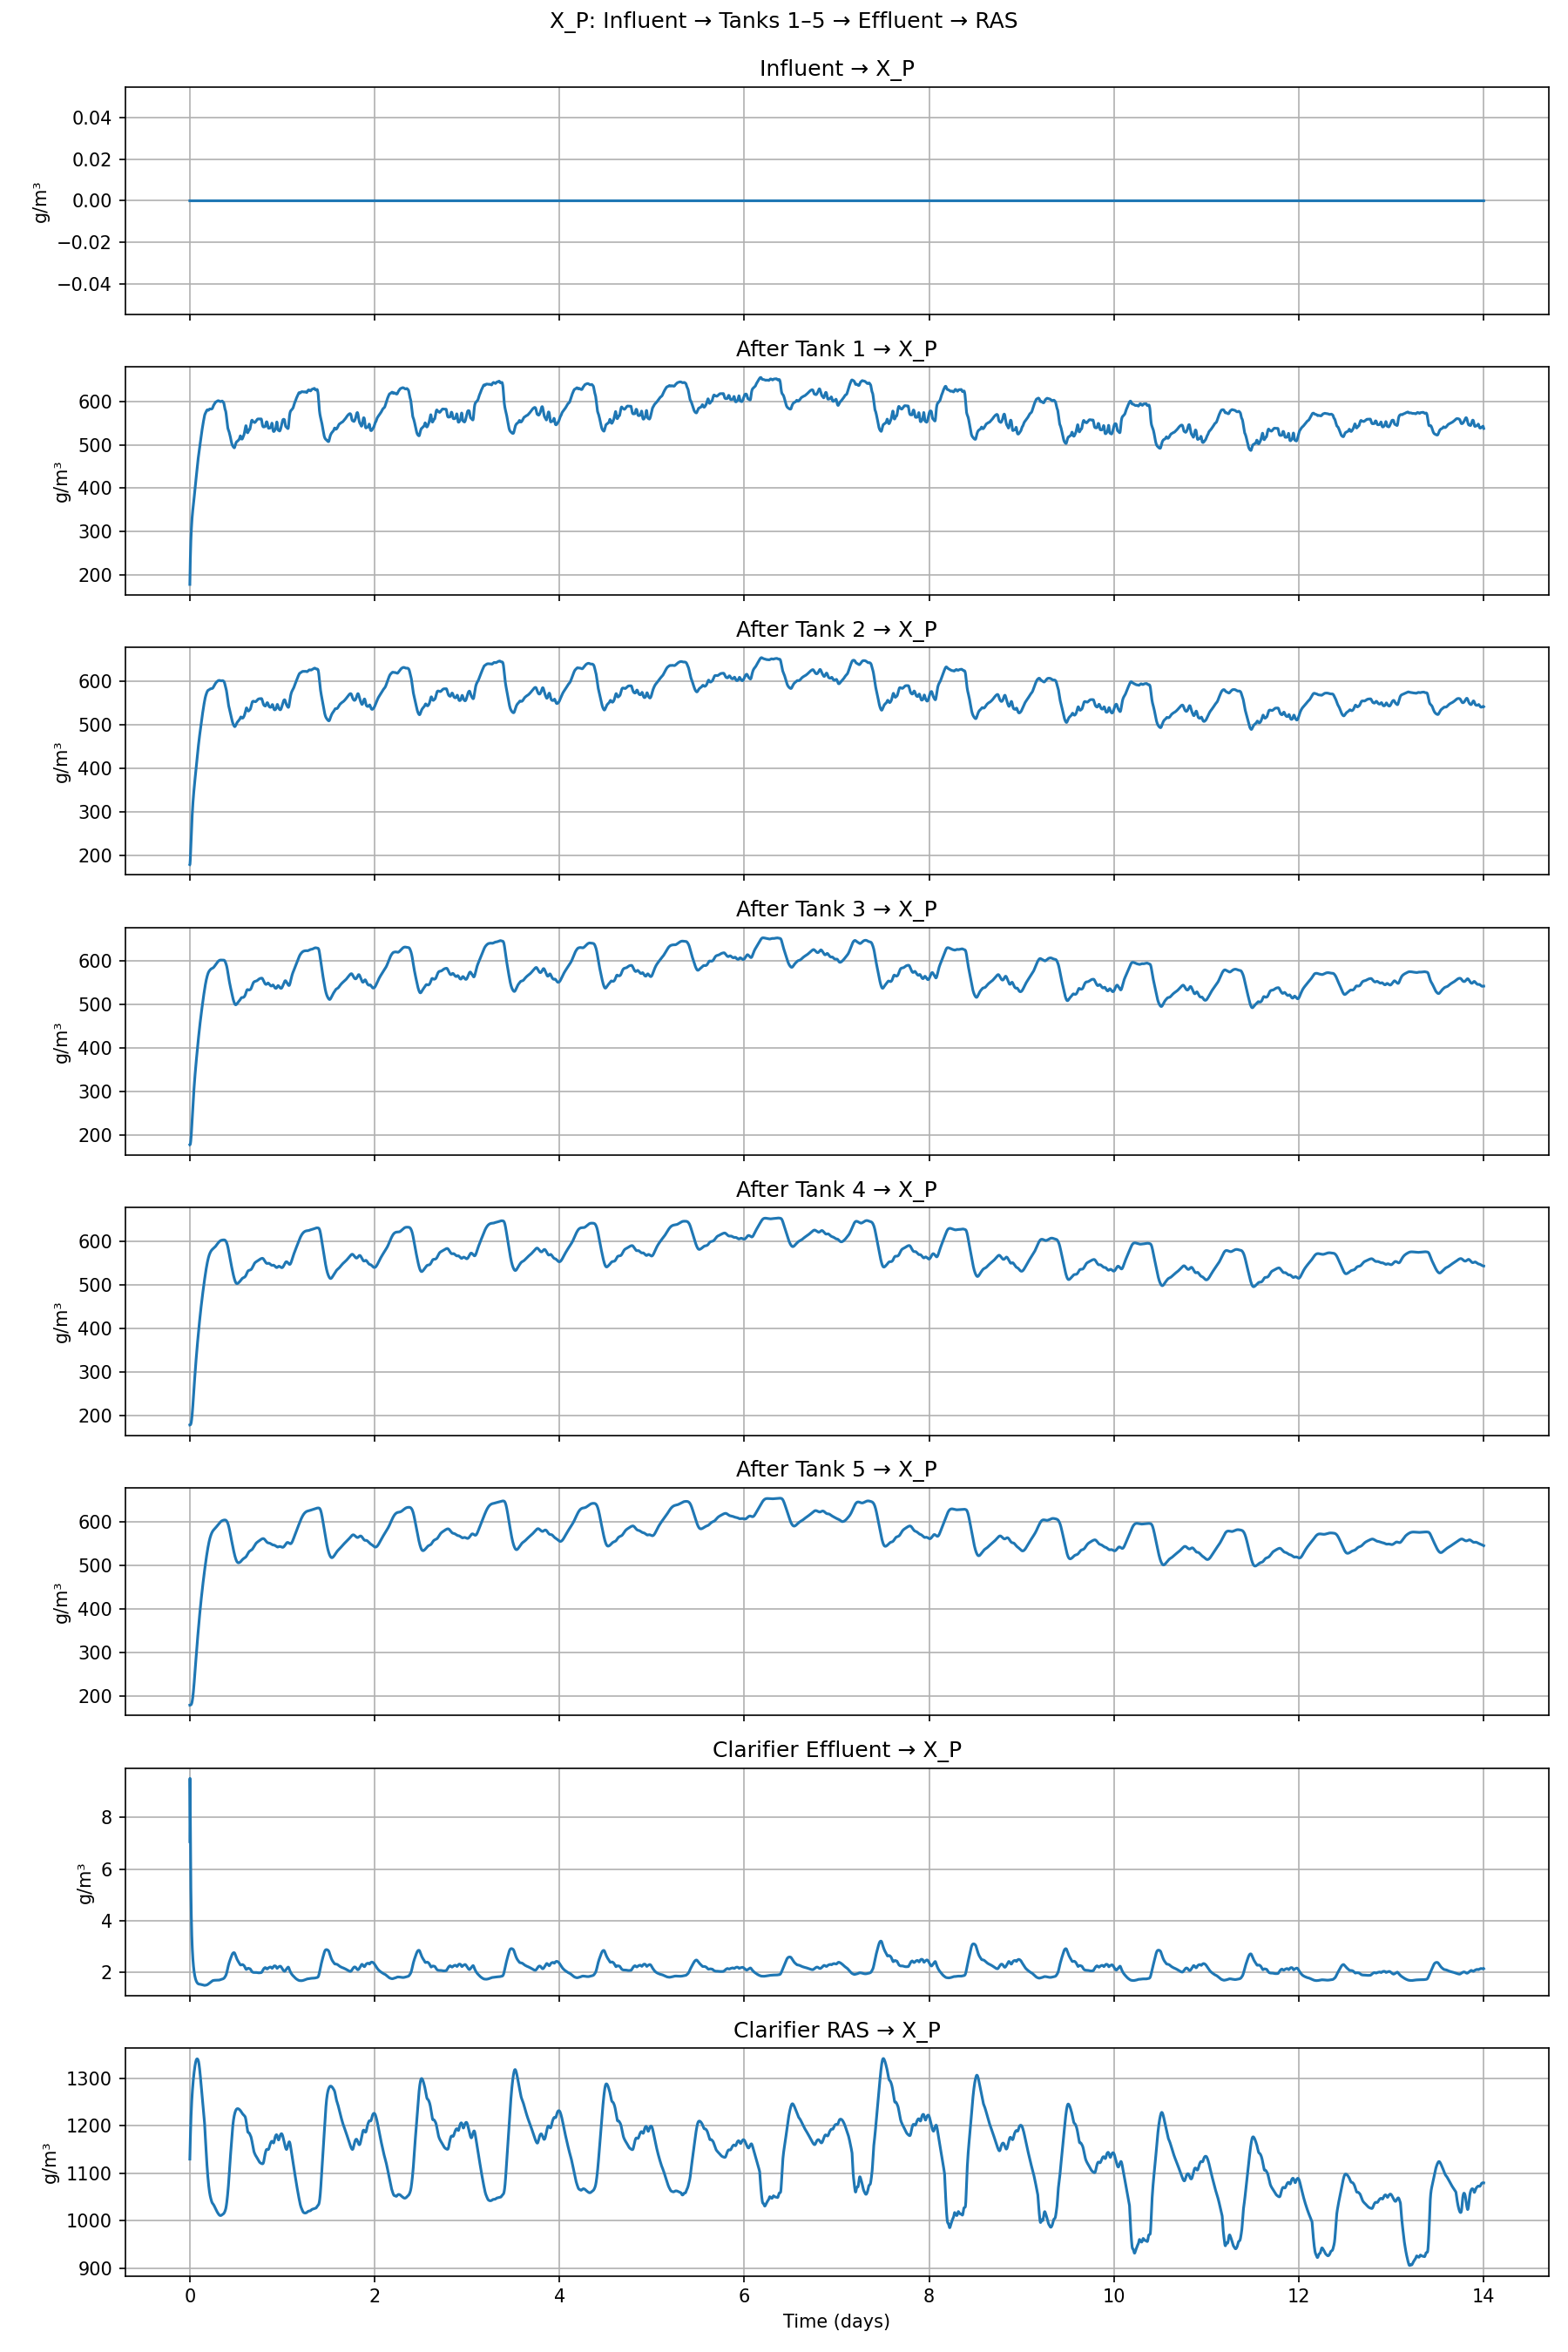 X_P: Influent → Tanks 1–5 → Effluent → RAS
Influent → X_P
0.04
0.02
0.00
−0.02
−0.04
g/m³
After Tank 1 → X_P
600
500
400
300
200
g/m³
After Tank 2 → X_P
600
500
400
300
200
g/m³
After Tank 3 → X_P
600
500
400
300
200
g/m³
After Tank 4 → X_P
600
500
400
300
200
g/m³
After Tank 5 → X_P
600
500
400
300
200
g/m³
Clarifier Effluent → X_P
8
6
4
2
g/m³
Clarifier RAS → X_P
1300
1200
1100
1000
900
g/m³
0 2 4 6 8 10 12 14
Time (days)